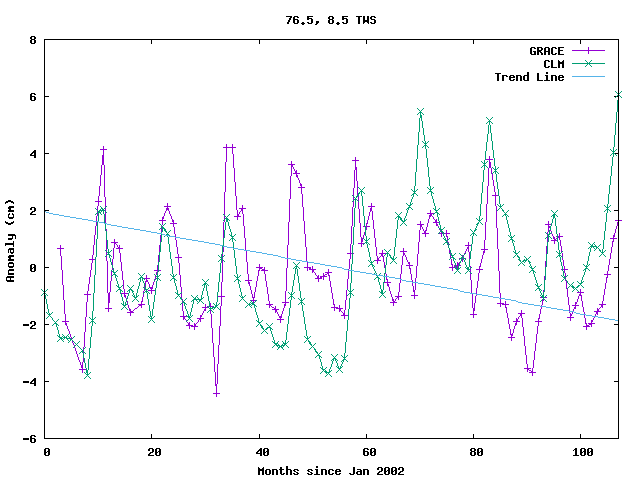 76.5, 8.5 TWS
GRACE
CLM
Trend Line
8
6
4
2
0
-2
-4
-6
Anomaly (cm)
0 20 40 60 80 100
Months since Jan 2002